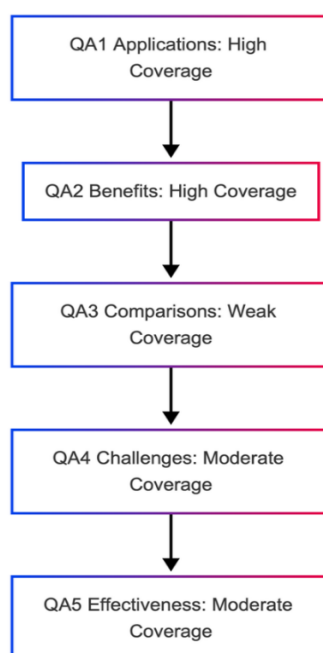 QA1 Applications: High
Coverage
QA2 Benefits: High Coverage
QA3 Comparisons: Weak
Coverage
QA4 Challenges: Moderate
Coverage
QA5 Effectiveness: Moderate
Coverage